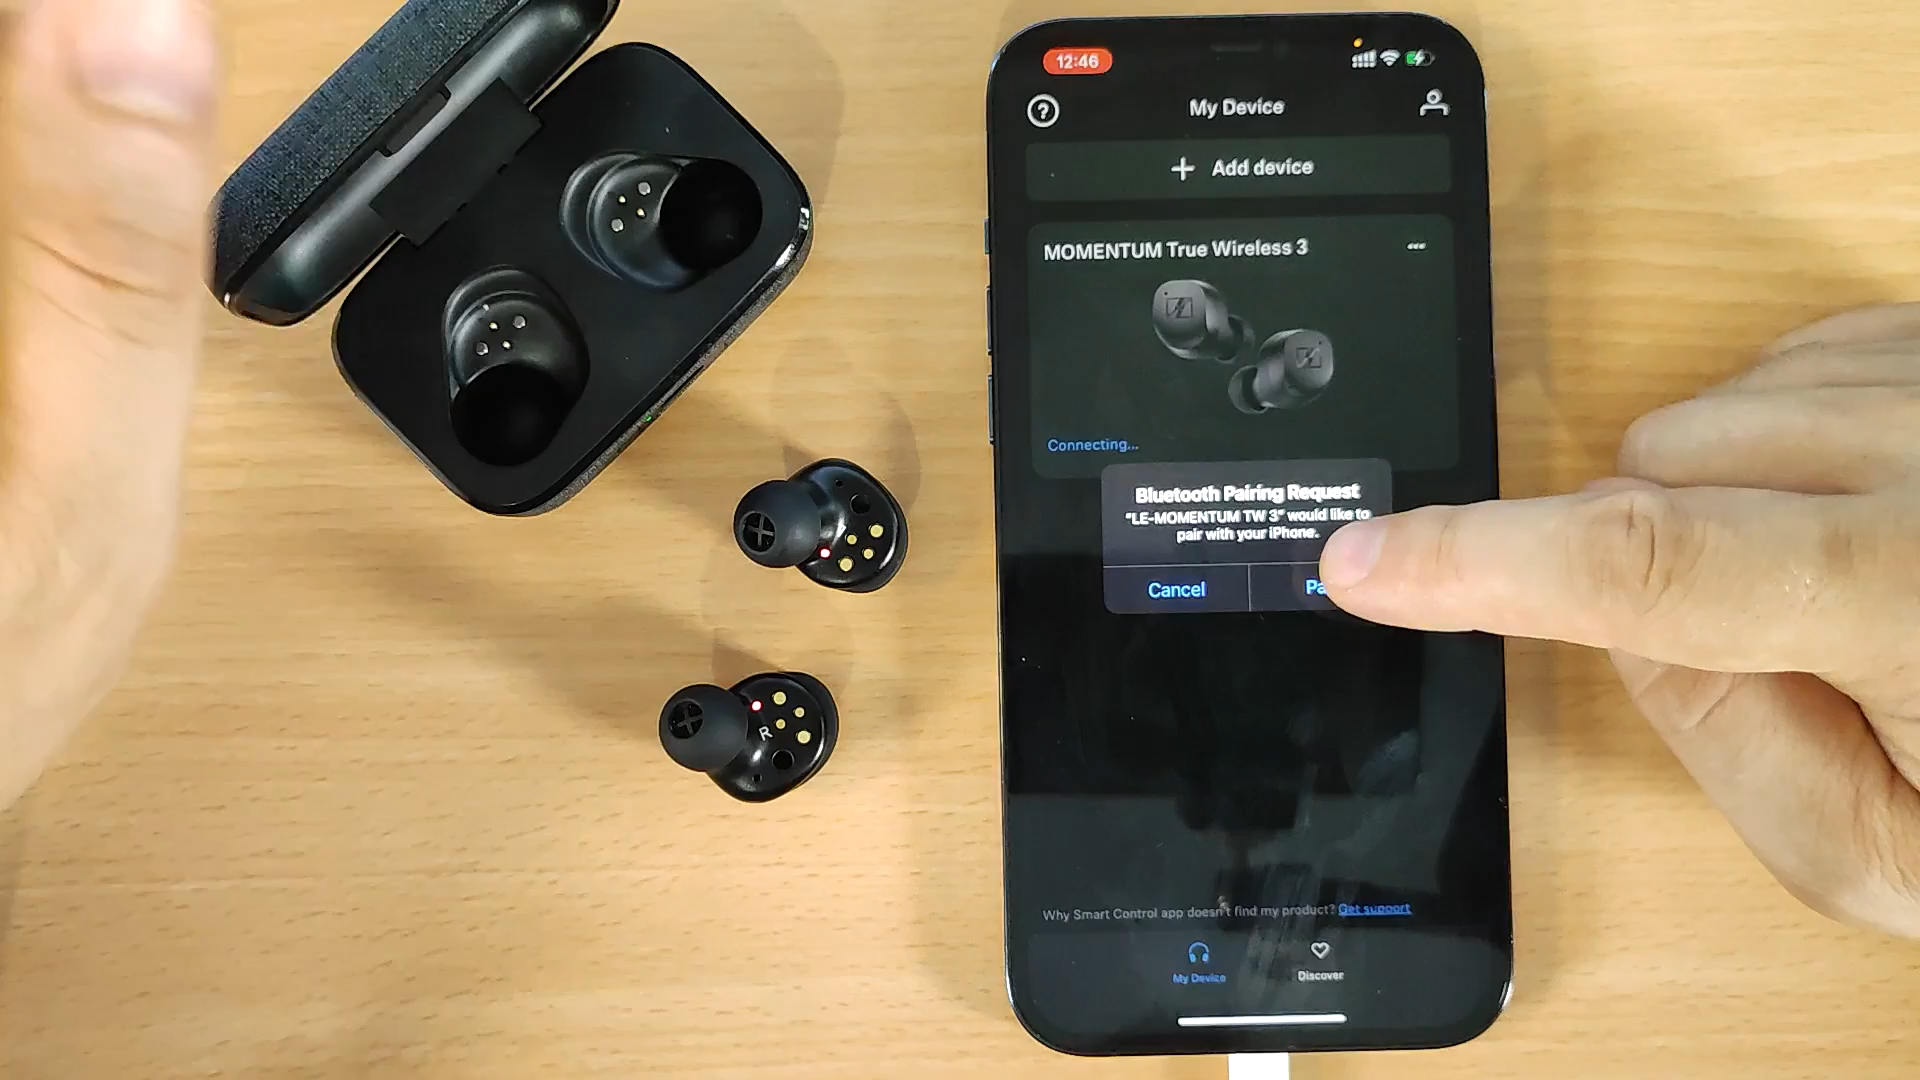 12:46
?
My Device
+ Add device
MOMENTUM True Wireless 3
Connecting...
Bluetooth Pairing Request
"LE-MOMENTUM TW 3" would like to
pair with your iPhone.
Cancel
Why Smart Control app doesn't find my product? Get support
My Device
Discover
R